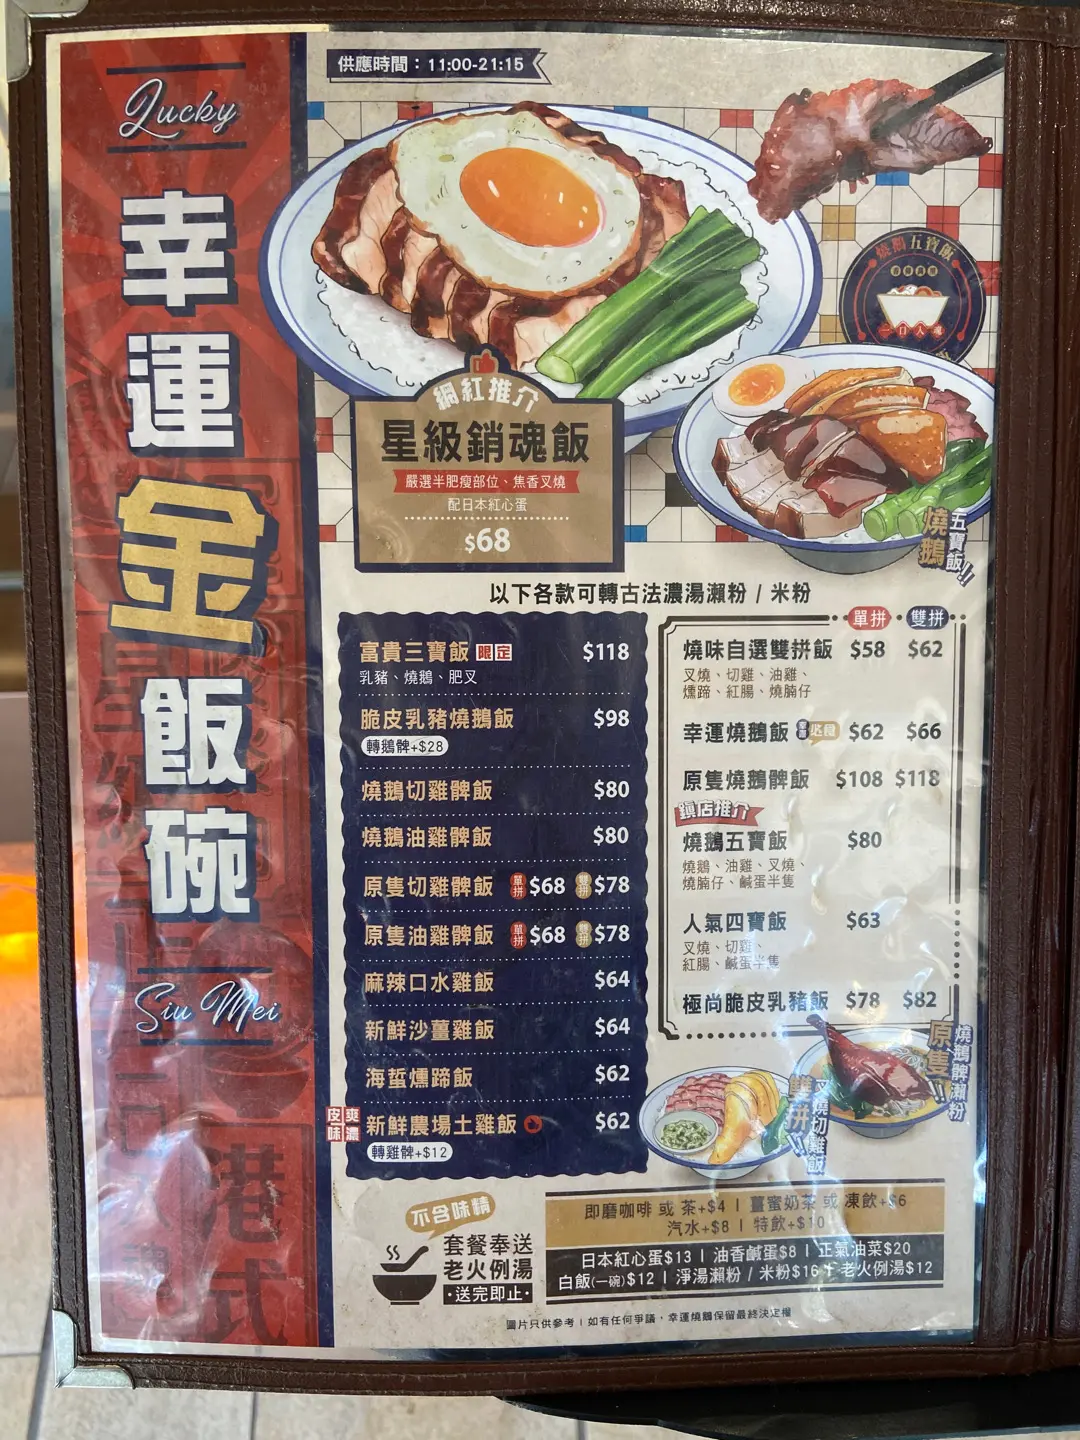 供應時間：11:00-21:15
Lucky
幸運金飯碗
Siu Mei
港式
燒鵝五寶飯
一口入魂
網紅推介
星級銷魂飯
嚴選半肥瘦部位、焦香叉燒
配日本紅心蛋
$68
燒鵝五寶飯!!
以下各款可轉古法濃湯瀨粉 / 米粉
富貴三寶飯 限定 $118
乳豬、燒鵝、肥叉
脆皮乳豬燒鵝飯 $98
轉鵝髀+$28
燒鵝切雞髀飯 $80
燒鵝油雞髀飯 $80
原隻切雞髀飯 單拼 $68 雙拼 $78
原隻油雞髀飯 單拼 $68 雙拼 $78
麻辣口水雞飯 $64
新鮮沙薑雞飯 $64
海蜇燻蹄飯 $62
皮爽味濃 新鮮農場土雞飯 $62
轉雞髀+$12
單拼 雙拼
燒味自選雙拼飯 $58 $62
叉燒、切雞、油雞、
燻蹄、紅腸、燒腩仔
幸運燒鵝飯 必食 $62 $66
原隻燒鵝髀飯 $108 $118
鎮店推介
燒鵝五寶飯 $80
燒鵝、油雞、叉燒、
燒腩仔、鹹蛋半隻
人氣四寶飯 $63
叉燒、切雞、
紅腸、鹹蛋半隻
極尚脆皮乳豬飯 $78 $82
原隻!! 燒鵝髀瀨粉
雙拼!! 叉燒切雞飯
不含味精
套餐奉送
老火例湯
·送完即止·
即磨咖啡 或 茶+$4 | 薑蜜奶茶 或 凍飲+$6
汽水+$8 | 特飲+$10
日本紅心蛋$13 | 油香鹹蛋$8 | 正氣油菜$20
白飯(一碗)$12 | 淨湯瀨粉 / 米粉$16 | 老火例湯$12
圖片只供參考 | 如有任何爭議，幸運燒鵝保留最終決定權